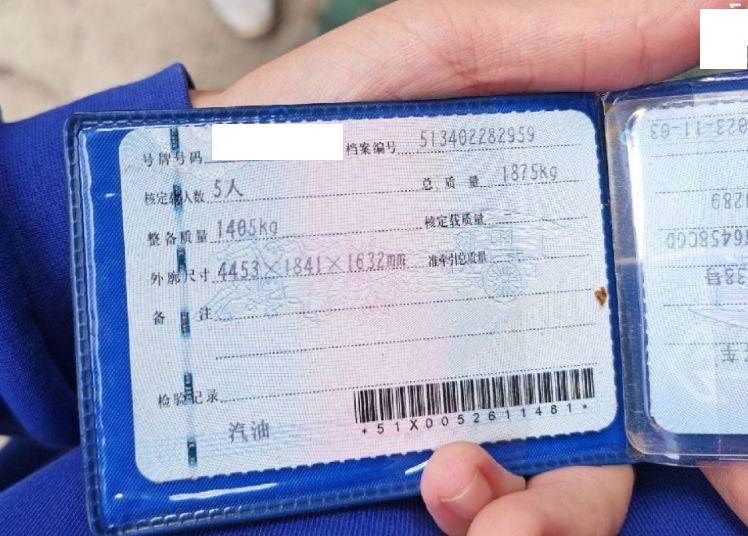 号牌号码 档案编号 513402282959
核定载人数 5人 总质量 1875kg
整备质量 1405kg 核定载质量 --
外廓尺寸 4453×1841×1632mm 准牵引总质量 --
备注
检验记录
汽油
*51X0052611481*